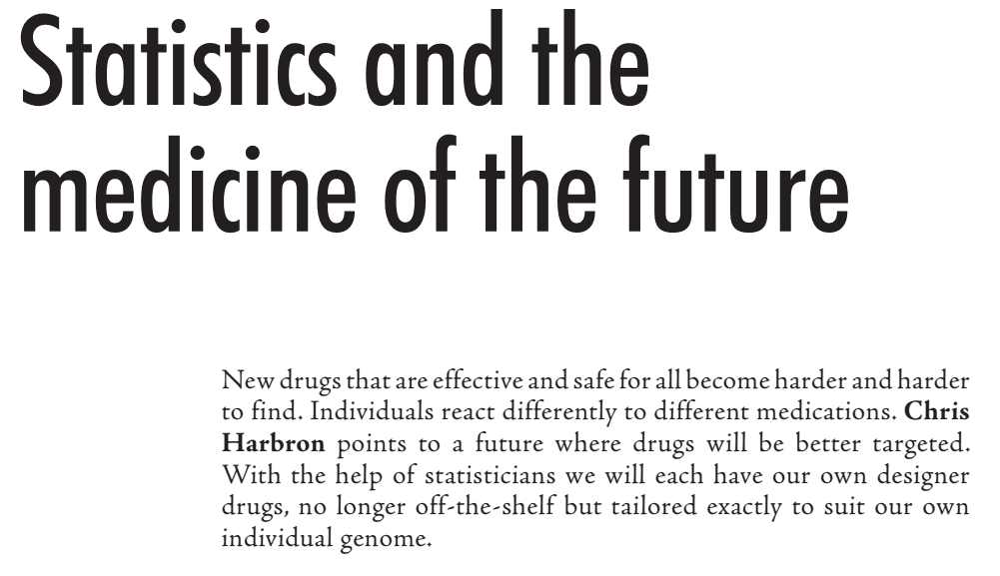 Statistics and the
medicine of the future
New drugs that are effective and safe for all become harder and harder
to find. Individuals react differently to different medications. Chris
Harbron points to a future where drugs will be better targeted.
With the help of statisticians we will each have our own designer
drugs, no longer off-the-shelf but tailored exactly to suit our own
individual genome.